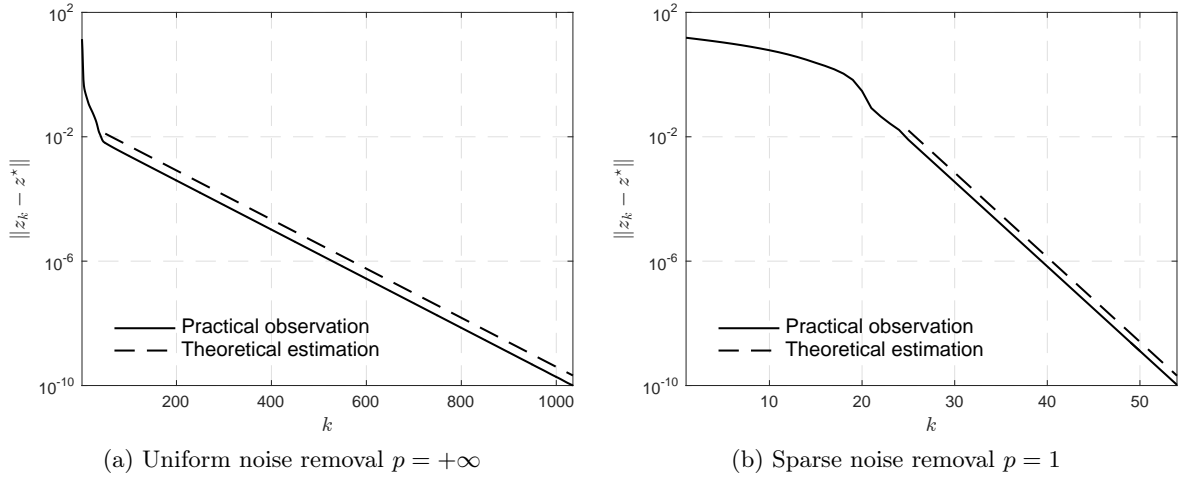 10^2
10^-2
10^-6
10^-10
‖z_k − z^⋆‖
Practical observation
Theoretical estimation
200 400 600 800 1000
k
(a) Uniform noise removal p = +∞
10^2
10^-2
10^-6
10^-10
‖z_k − z^⋆‖
Practical observation
Theoretical estimation
10 20 30 40 50
k
(b) Sparse noise removal p = 1